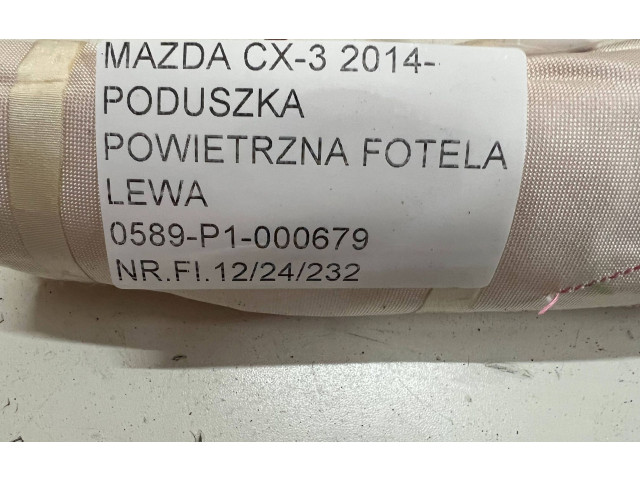 MAZDA CX-3 2014-
PODUSZKA
POWIETRZNA FOTELA
LEWA
0589-P1-000679
NR.FI.12/24/232